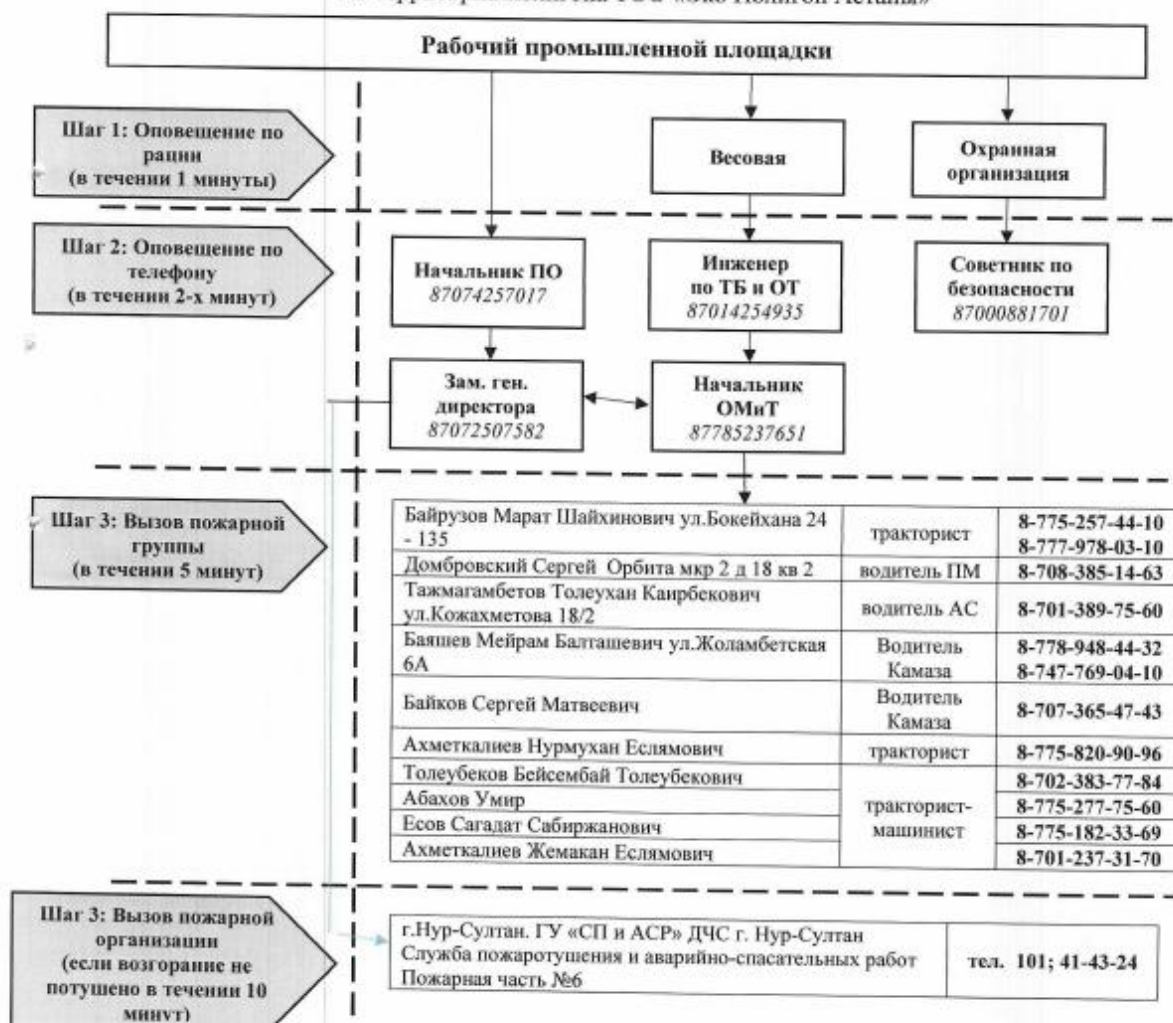 «Эко Полигон Астаны»
Рабочий промышленной площадки
Шаг 1: Оповещение по
рации
(в течении 1 минуты)
Весовая
Охранная
организация
Шаг 2: Оповещение по
телефону
(в течении 2-х минут)
Начальник ПО
87074257017
Инженер
по ТБ и ОТ
87014254935
Советник по
безопасности
87000881701
Зам. ген.
директора
87072507582
Начальник
ОМиТ
87785237651
Шаг 3: Вызов пожарной
группы
(в течении 5 минут)
Байрузов Марат Шайхинович ул.Бокейхана 24
- 135
тракторист
8-775-257-44-10
8-777-978-03-10
Домбровский Сергей Орбита мкр 2 д 18 кв 2
водитель ПМ
8-708-385-14-63
Тажмагамбетов Толеухан Каирбекович
ул.Кожахметова 18/2
водитель АС
8-701-389-75-60
Баяшев Мейрам Балташевич ул.Жоламбетская
6А
Водитель
Камаза
8-778-948-44-32
8-747-769-04-10
Байков Сергей Матвеевич
Водитель
Камаза
8-707-365-47-43
Ахметкалиев Нурмухан Еслямович
тракторист
8-775-820-90-96
Толеубеков Бейсембай Толеубекович
8-702-383-77-84
Абахов Умир
тракторист-
машинист
8-775-277-75-60
Есов Сагадат Сабиржанович
8-775-182-33-69
Ахметкалиев Жемакан Еслямович
8-701-237-31-70
Шаг 3: Вызов пожарной
организации
(если возгорание не
потушено в течении 10
минут)
г.Нур-Султан. ГУ «СП и АСР» ДЧС г. Нур-Султан
Служба пожаротушения и аварийно-спасательных работ
Пожарная часть №6
тел. 101; 41-43-24